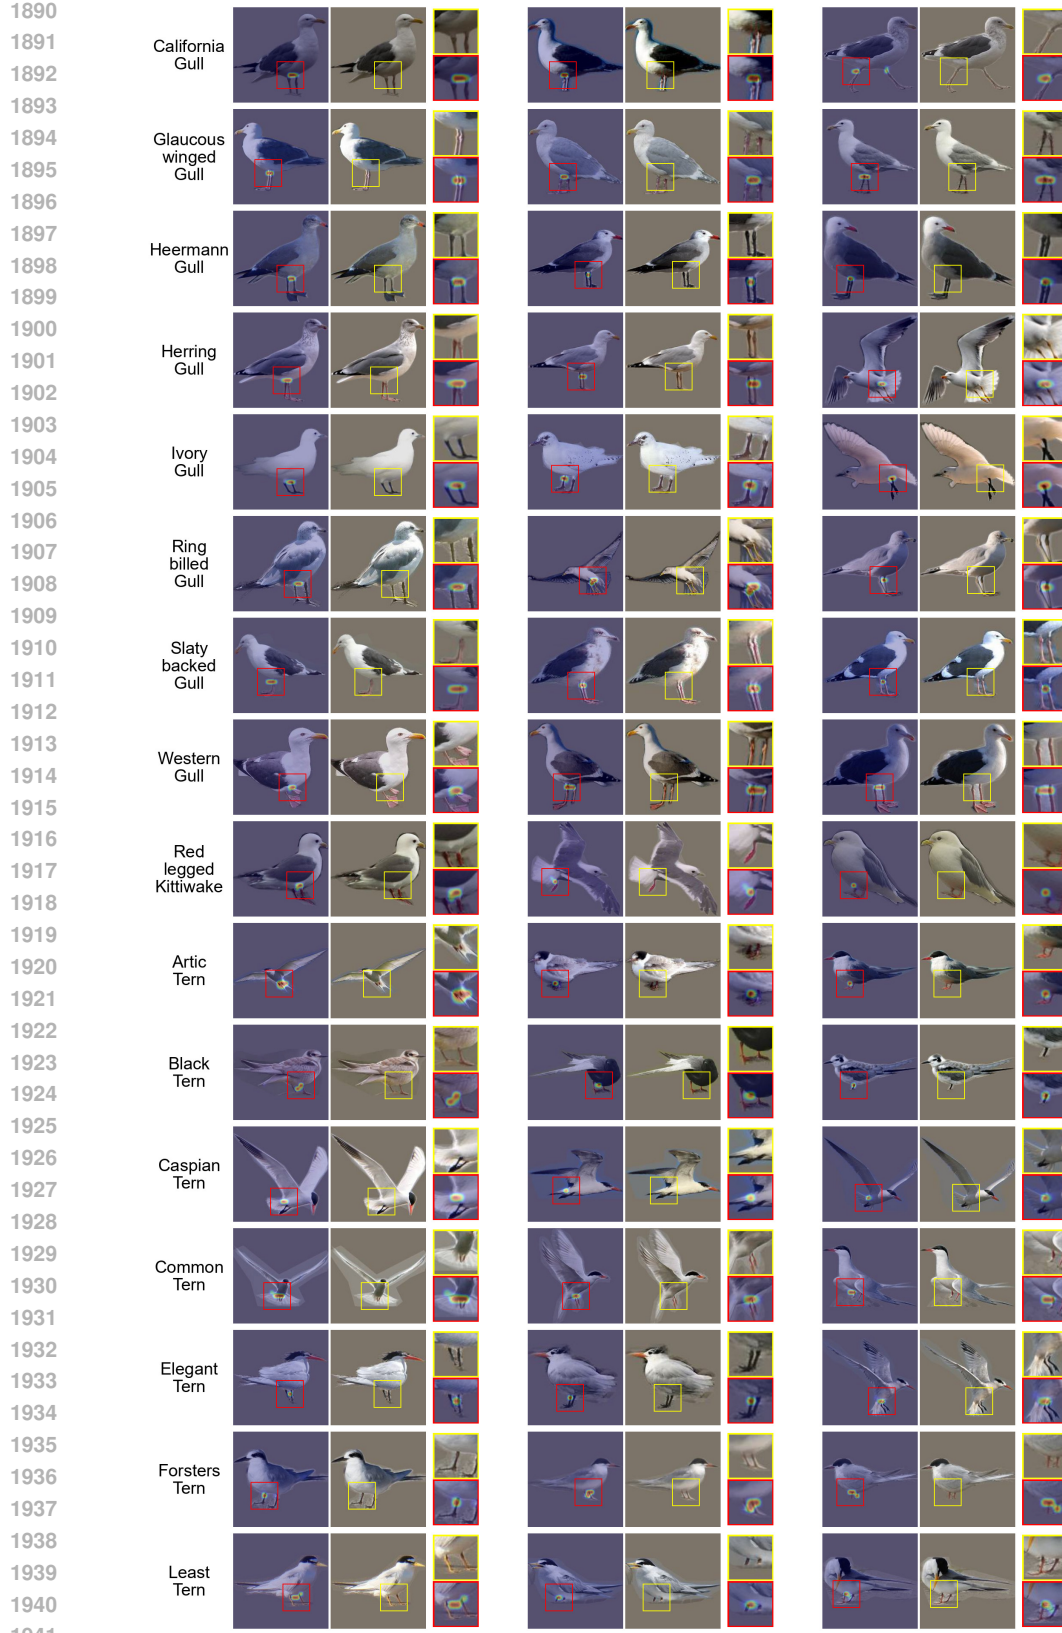 1890
1891
1892
1893
1894
1895
1896
1897
1898
1899
1900
1901
1902
1903
1904
1905
1906
1907
1908
1909
1910
1911
1912
1913
1914
1915
1916
1917
1918
1919
1920
1921
1922
1923
1924
1925
1926
1927
1928
1929
1930
1931
1932
1933
1934
1935
1936
1937
1938
1939
1940
1941
California
Gull
Glaucous
winged
Gull
Heermann
Gull
Herring
Gull
Ivory
Gull
Ring
billed
Gull
Slaty
backed
Gull
Western
Gull
Red
legged
Kittiwake
Artic
Tern
Black
Tern
Caspian
Tern
Common
Tern
Elegant
Tern
Forsters
Tern
Least
Tern